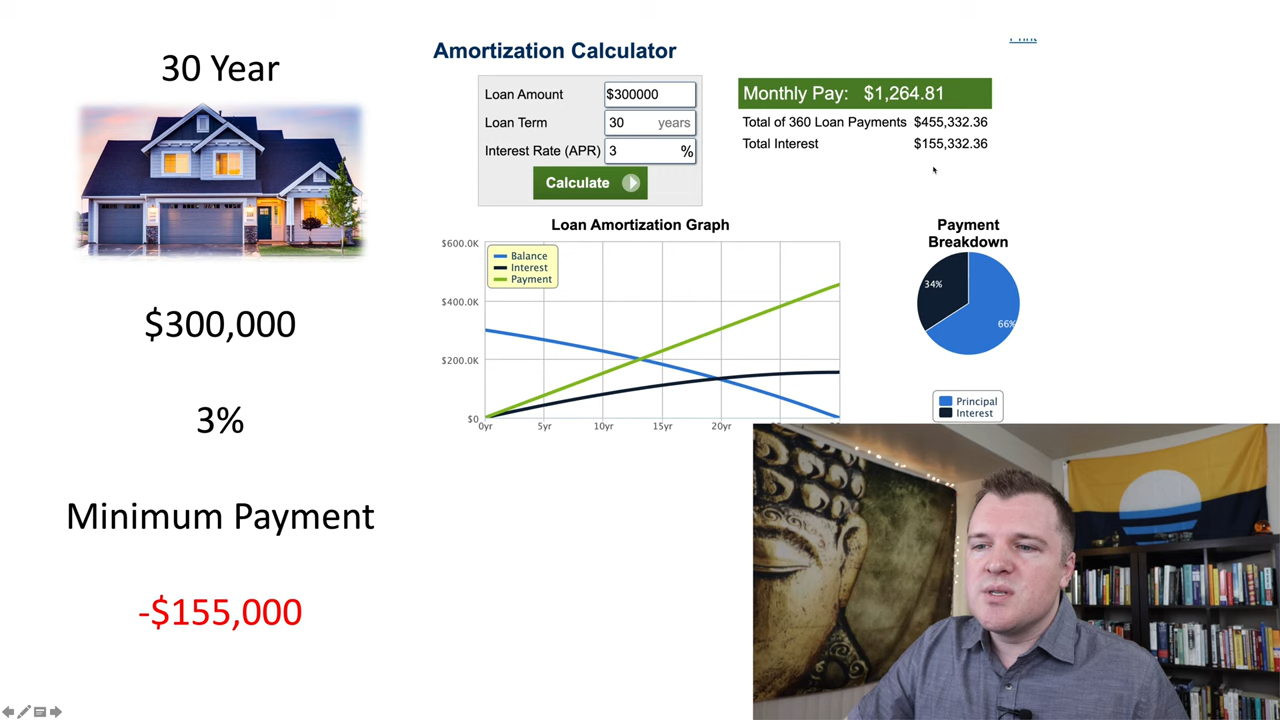 30 Year
$300,000
3%
Minimum Payment
-$155,000
Amortization Calculator
Print
Loan Amount $300000
Loan Term 30 years
Interest Rate (APR) 3 %
Calculate
Monthly Pay: $1,264.81
Total of 360 Loan Payments $455,332.36
Total Interest $155,332.36
Loan Amortization Graph
$600.0K
$400.0K
$200.0K
$0
Balance
Interest
Payment
0yr 5yr 10yr 15yr 20yr
Payment
Breakdown
34%
66%
Principal
Interest